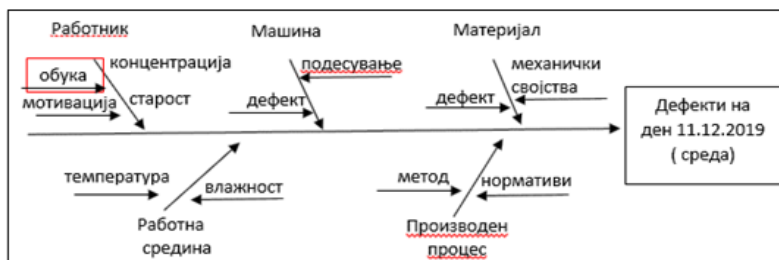 Работник
Машина
Материјал
концентрација
обука
мотивација
старост
подесување
дефект
механички
својства
дефект
Дефекти на
ден 11.12.2019
( среда)
температура
влажност
Работна
средина
метод
нормативи
Производен
процес